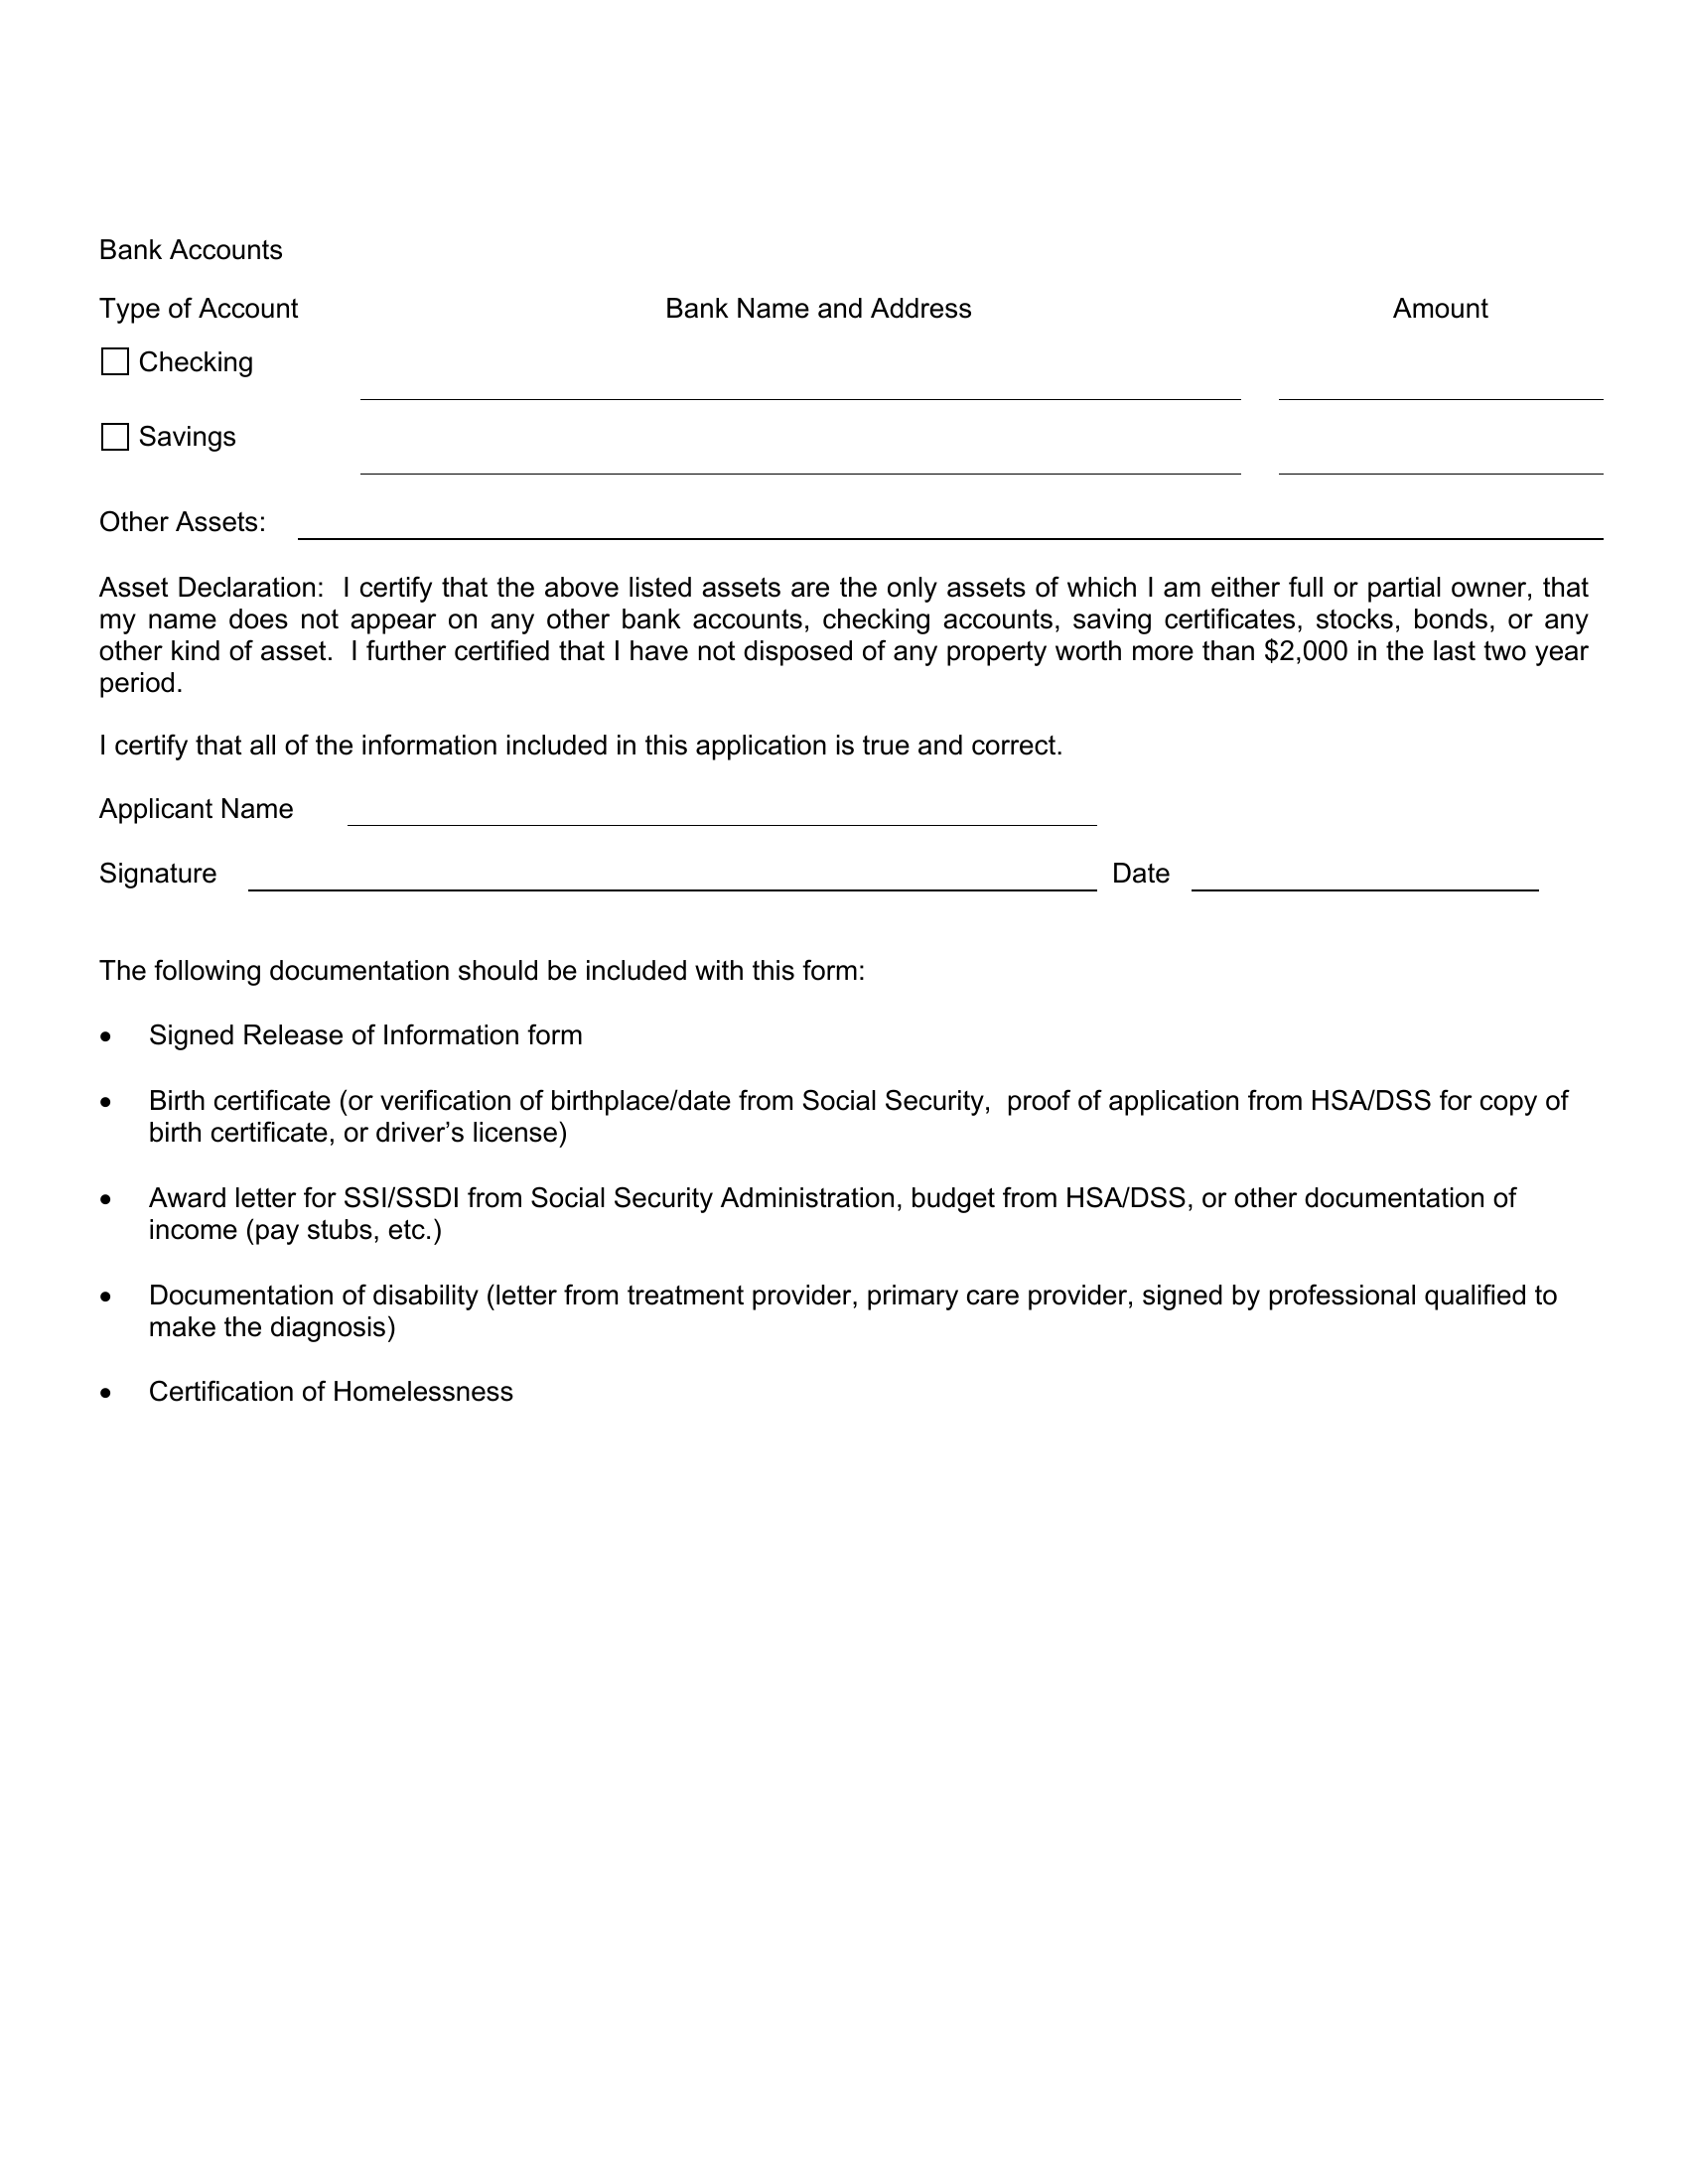 Bank Accounts
Type of Account Bank Name and Address Amount
Checking
Savings
Other Assets:
Asset Declaration:  I certify that the above listed assets are the only assets of which I am either full or partial owner, that
my name does not appear on any other bank accounts, checking accounts, saving certificates, stocks, bonds, or any
other kind of asset.  I further certified that I have not disposed of any property worth more than $2,000 in the last two year
period.
I certify that all of the information included in this application is true and correct.
Applicant Name
Signature Date
The following documentation should be included with this form:
• Signed Release of Information form
• Birth certificate (or verification of birthplace/date from Social Security,  proof of application from HSA/DSS for copy of
birth certificate, or driver’s license)
• Award letter for SSI/SSDI from Social Security Administration, budget from HSA/DSS, or other documentation of
income (pay stubs, etc.)
• Documentation of disability (letter from treatment provider, primary care provider, signed by professional qualified to
make the diagnosis)
• Certification of Homelessness